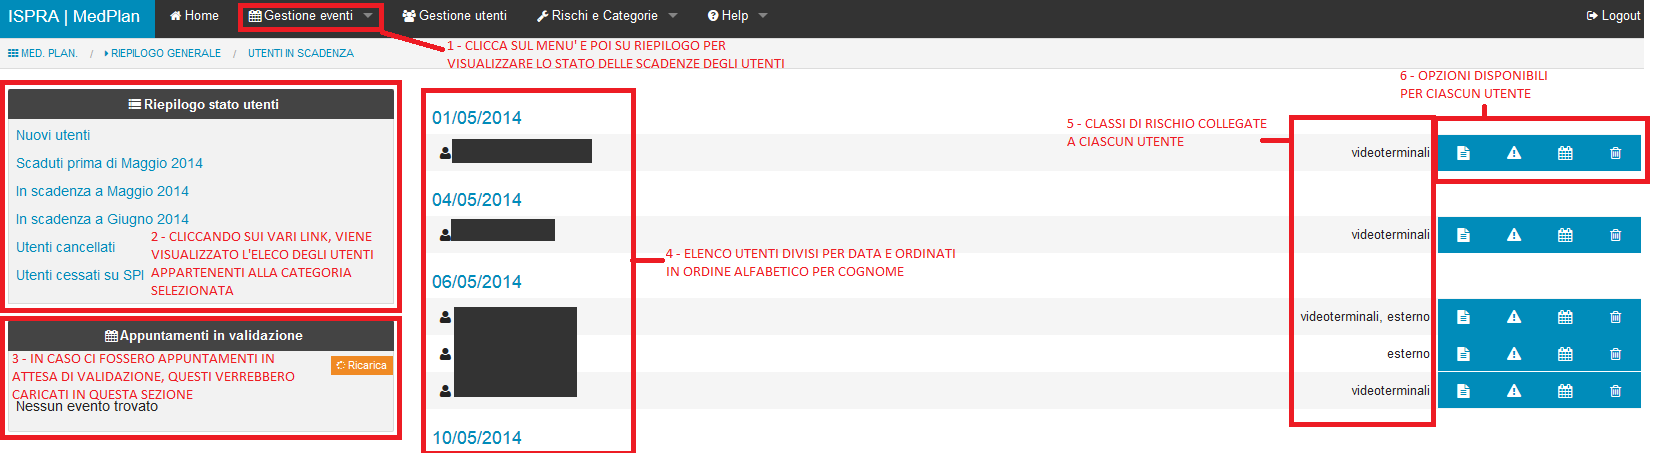 ISPRA | MedPlan
Home
Gestione eventi
Gestione utenti
Rischi e Categorie
Help
Logout
MED. PLAN. / RIEPILOGO GENERALE / UTENTI IN SCADENZA
1 - CLICCA SUL MENU' E POI SU RIEPILOGO PER
VISUALIZZARE LO STATO DELLE SCADENZE DEGLI UTENTI
6 - OPZIONI DISPONIBILI
PER CIASCUN UTENTE
Riepilogo stato utenti
Nuovi utenti
Scaduti prima di Maggio 2014
In scadenza a Maggio 2014
In scadenza a Giugno 2014
Utenti cancellati
Utenti cessati su SPI
2 - CLICCANDO SUI VARI LINK, VIENE
VISUALIZZATO L'ELECO DEGLI UTENTI
APPARTENENTI ALLA CATEGORIA
SELEZIONATA
Appuntamenti in validazione
3 - IN CASO CI FOSSERO APPUNTAMENTI IN
ATTESA DI VALIDAZIONE, QUESTI VERREBBERO
CARICATI IN QUESTA SEZIONE
Ricarica
Nessun evento trovato
01/05/2014
videoterminali
04/05/2014
videoterminali
06/05/2014
videoterminali, esterno
esterno
videoterminali
10/05/2014
4 - ELENCO UTENTI DIVISI PER DATA E ORDINATI
IN ORDINE ALFABETICO PER COGNOME
5 - CLASSI DI RISCHIO COLLEGATE
A CIASCUN UTENTE